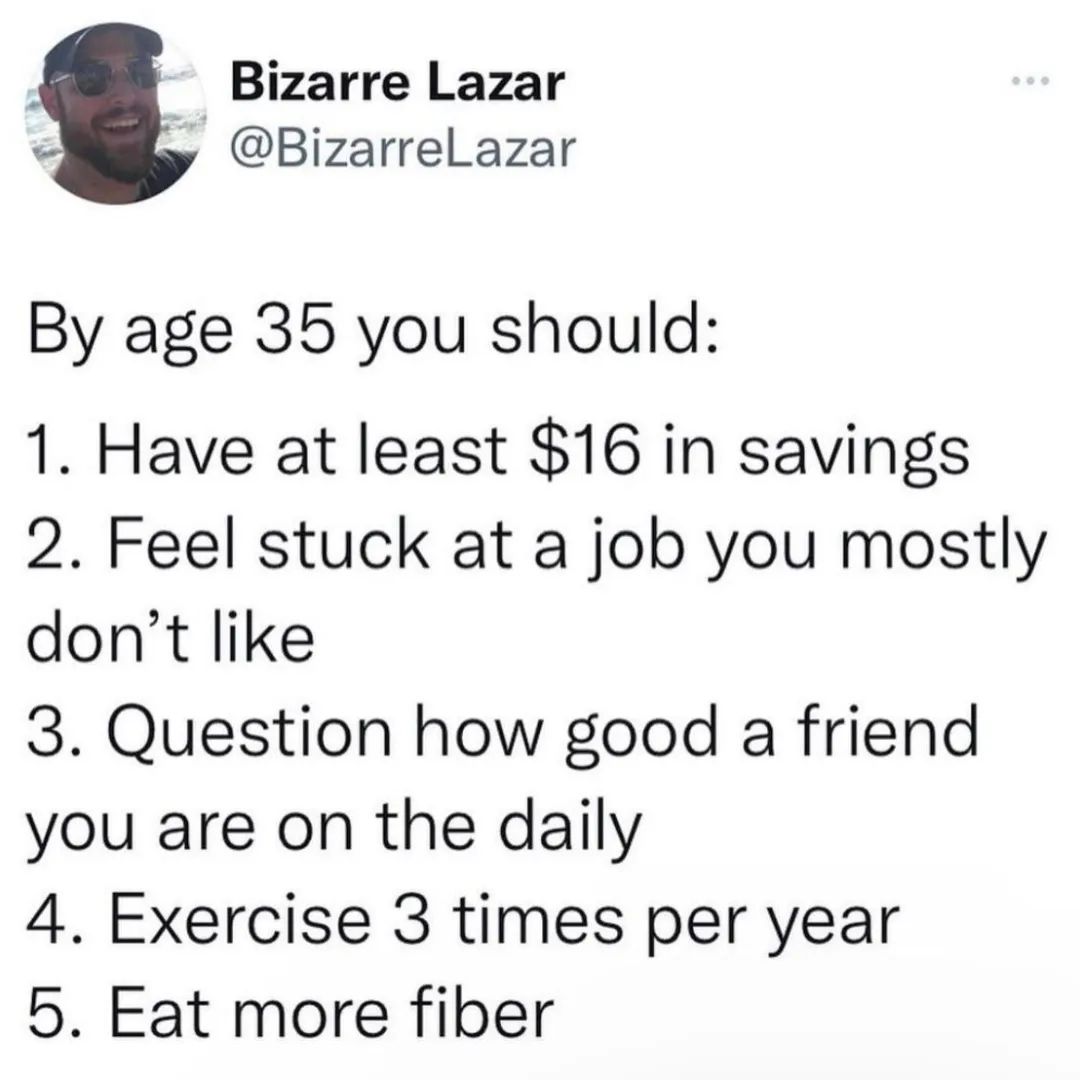 Bizarre Lazar
@BizarreLazar
By age 35 you should:
1. Have at least $16 in savings
2. Feel stuck at a job you mostly
don’t like
3. Question how good a friend
you are on the daily
4. Exercise 3 times per year
5. Eat more fiber